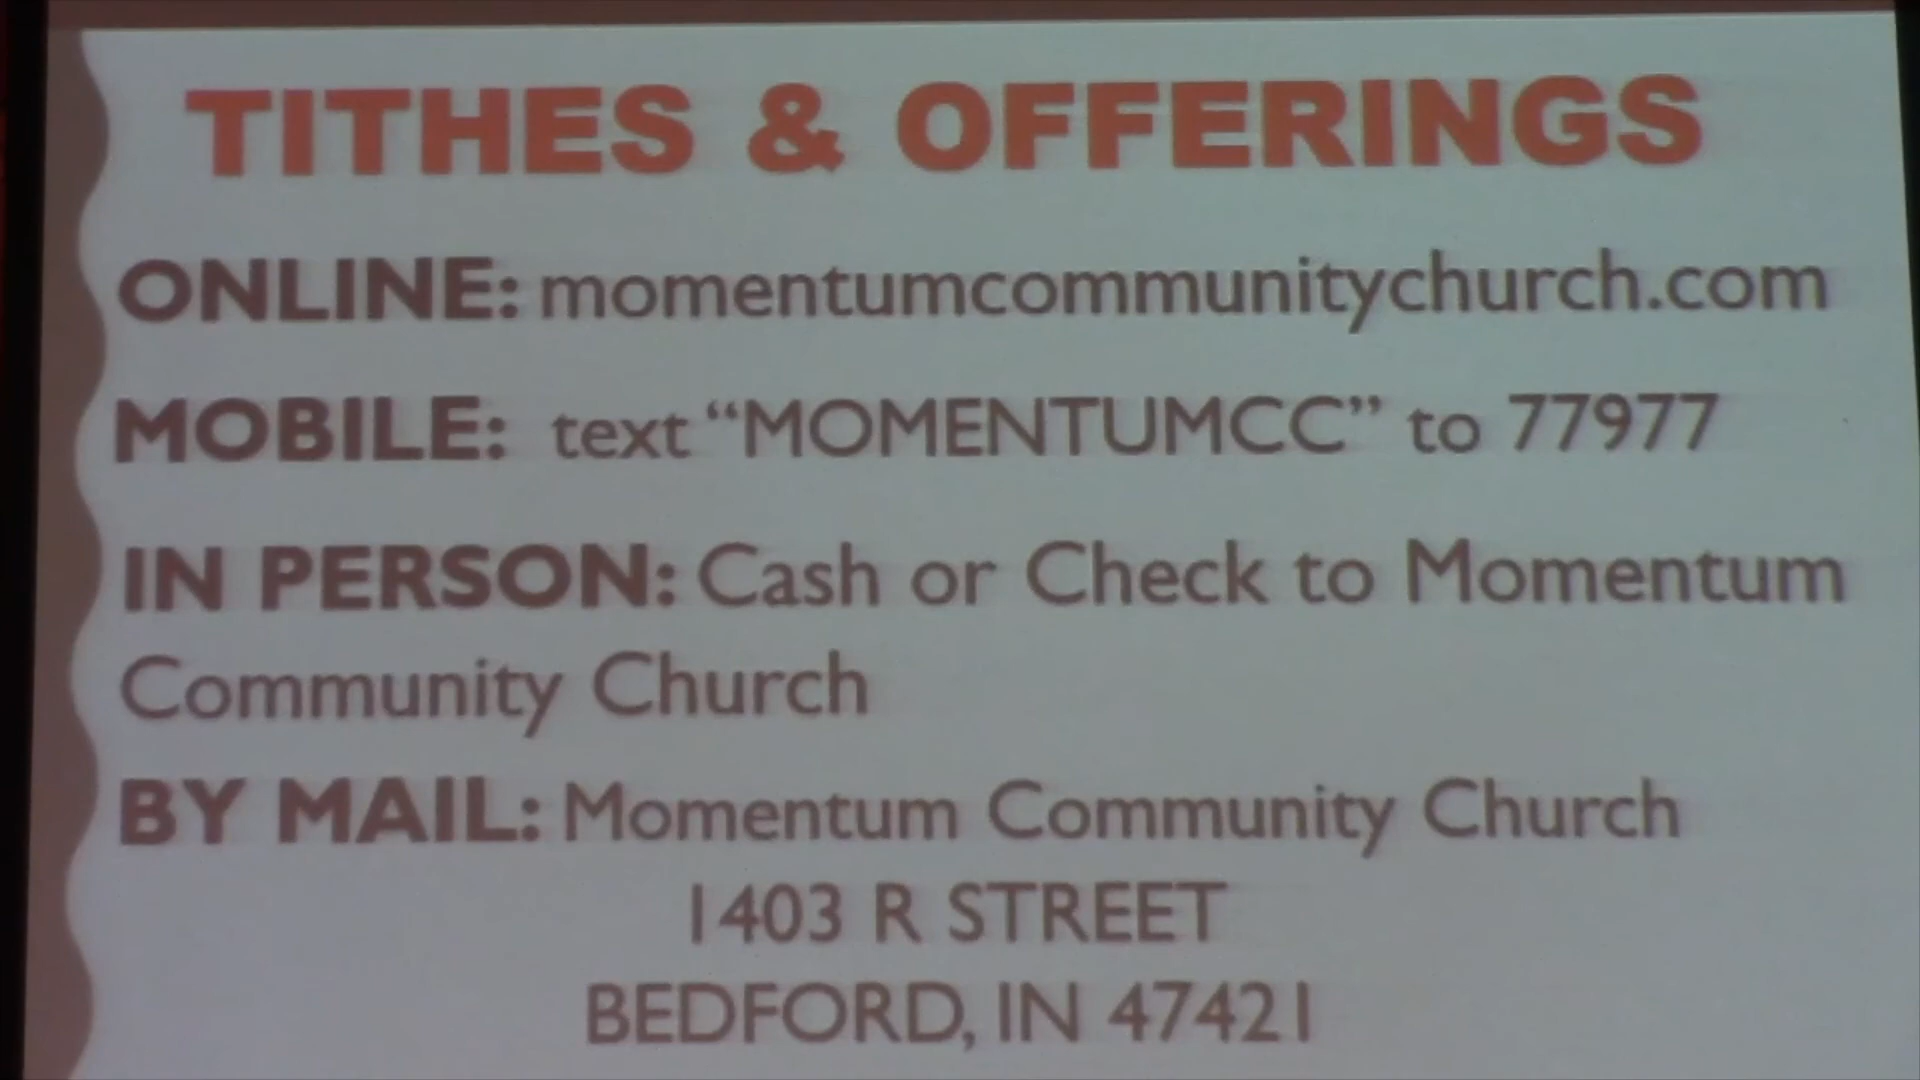 TITHES & OFFERINGS
ONLINE: momentumcommunitychurch.com
MOBILE: text “MOMENTUMCC” to 77977
IN PERSON: Cash or Check to Momentum
Community Church
BY MAIL: Momentum Community Church
1403 R STREET
BEDFORD, IN 47421